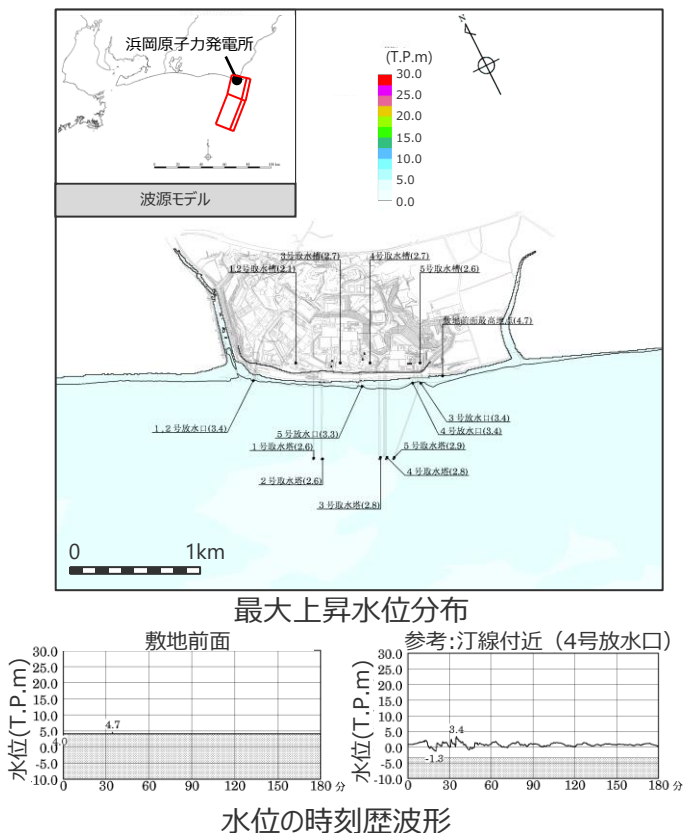 浜岡原子力発電所
0 20 40 60 80 100 km
波源モデル
(T.P.m)
30.0
25.0
20.0
15.0
10.0
5.0
0.0
N
3号取水槽(2.7)
4号取水槽(2.7)
1,2号取水槽(2.1)
5号取水槽(2.6)
敷地前面最高地点(4.7)
1,2号放水口(3.4)
5号放水口(3.3)
3号放水口(3.4)
4号放水口(3.4)
1号取水塔(2.6)
5号取水塔(2.9)
2号取水塔(2.6)
4号取水塔(2.8)
3号取水塔(2.8)
0 1km
最大上昇水位分布
敷地前面
水位(T.P.m)
30.0
25.0
20.0
15.0
10.0
5.0
0.0
-5.0
-10.0
4.7
4.0
0 30 60 90 120 150 180 分
参考:汀線付近（4号放水口）
水位(T.P.m)
30.0
25.0
20.0
15.0
10.0
5.0
0.0
-5.0
-10.0
3.4
-1.3
0 30 60 90 120 150 180 分
水位の時刻歴波形